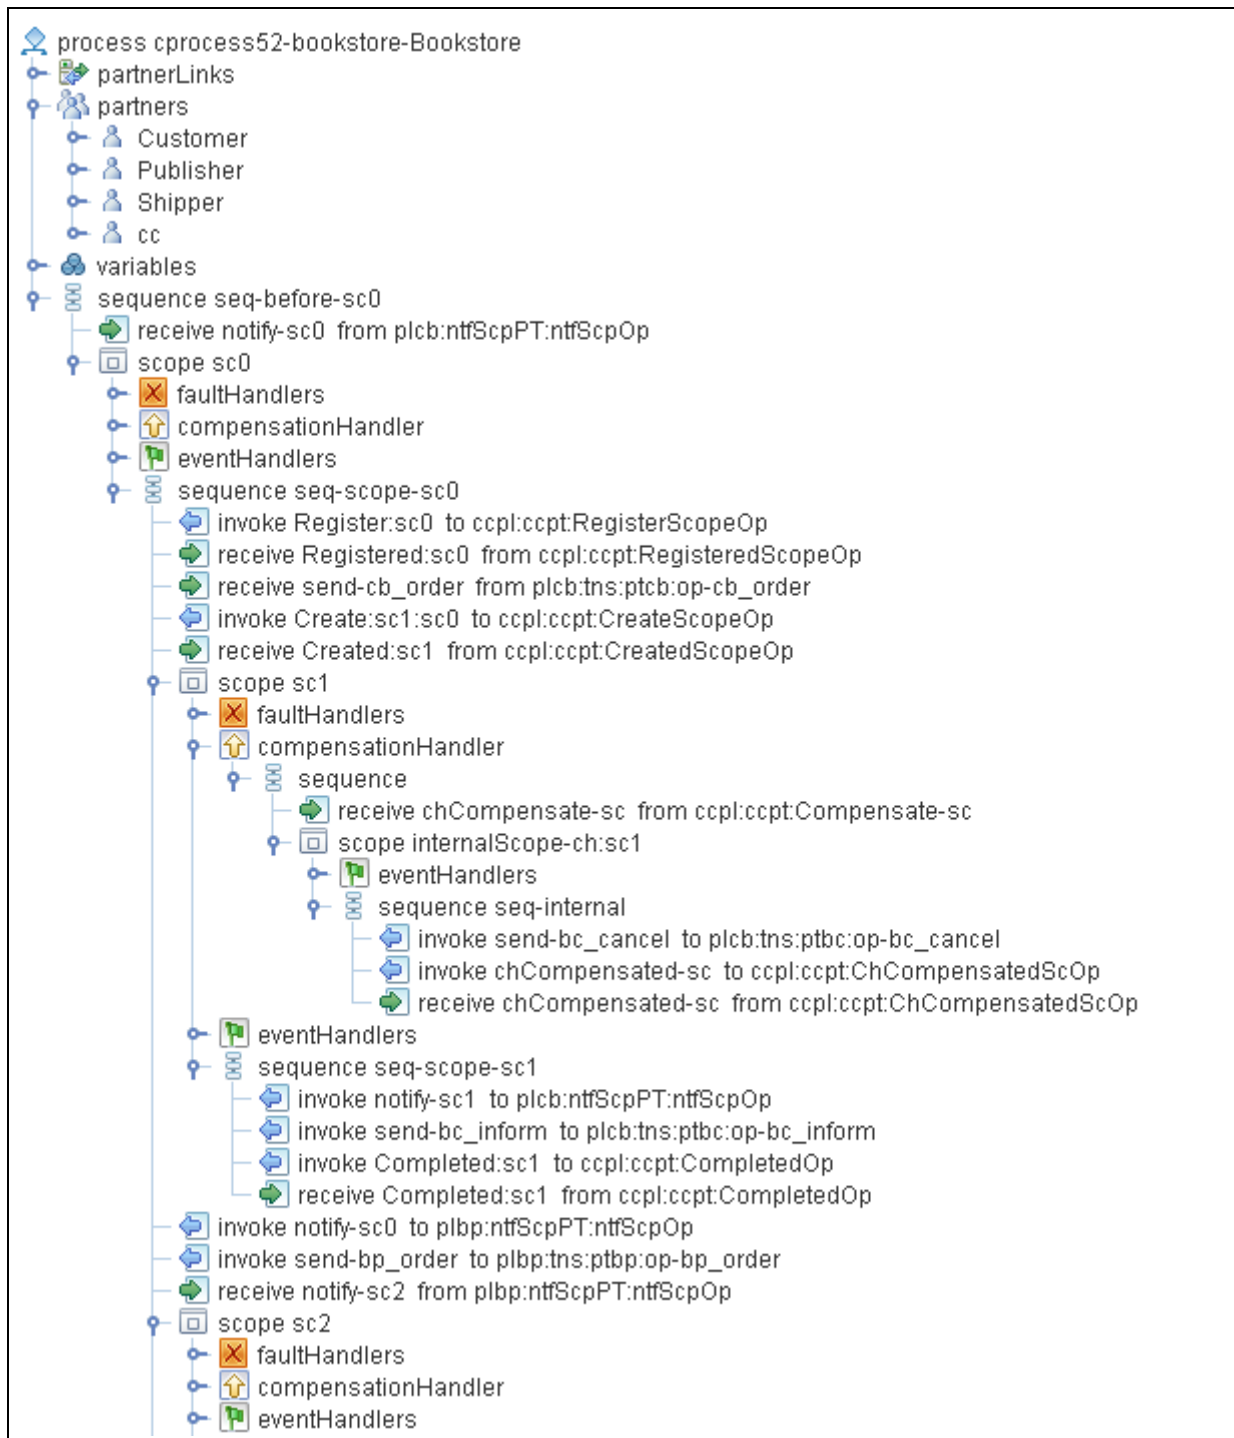 process cprocess52-bookstore-Bookstore
partnerLinks
partners
Customer
Publisher
Shipper
cc
variables
sequence seq-before-sc0
receive notify-sc0 from plcb:ntfScpPT:ntfScpOp
scope sc0
faultHandlers
compensationHandler
eventHandlers
sequence seq-scope-sc0
invoke Register:sc0 to ccpl:ccpt:RegisterScopeOp
receive Registered:sc0 from ccpl:ccpt:RegisteredScopeOp
receive send-cb_order from plcb:tns:ptcb:op-cb_order
invoke Create:sc1:sc0 to ccpl:ccpt:CreateScopeOp
receive Created:sc1 from ccpl:ccpt:CreatedScopeOp
scope sc1
faultHandlers
compensationHandler
sequence
receive chCompensate-sc from ccpl:ccpt:Compensate-sc
scope internalScope-ch:sc1
eventHandlers
sequence seq-internal
invoke send-bc_cancel to plcb:tns:ptbc:op-bc_cancel
invoke chCompensated-sc to ccpl:ccpt:ChCompensatedScOp
receive chCompensated-sc from ccpl:ccpt:ChCompensatedScOp
eventHandlers
sequence seq-scope-sc1
invoke notify-sc1 to plcb:ntfScpPT:ntfScpOp
invoke send-bc_inform to plcb:tns:ptbc:op-bc_inform
invoke Completed:sc1 to ccpl:ccpt:CompletedOp
receive Completed:sc1 from ccpl:ccpt:CompletedOp
invoke notify-sc0 to plbp:ntfScpPT:ntfScpOp
invoke send-bp_order to plbp:tns:ptbp:op-bp_order
receive notify-sc2 from plbp:ntfScpPT:ntfScpOp
scope sc2
faultHandlers
compensationHandler
eventHandlers